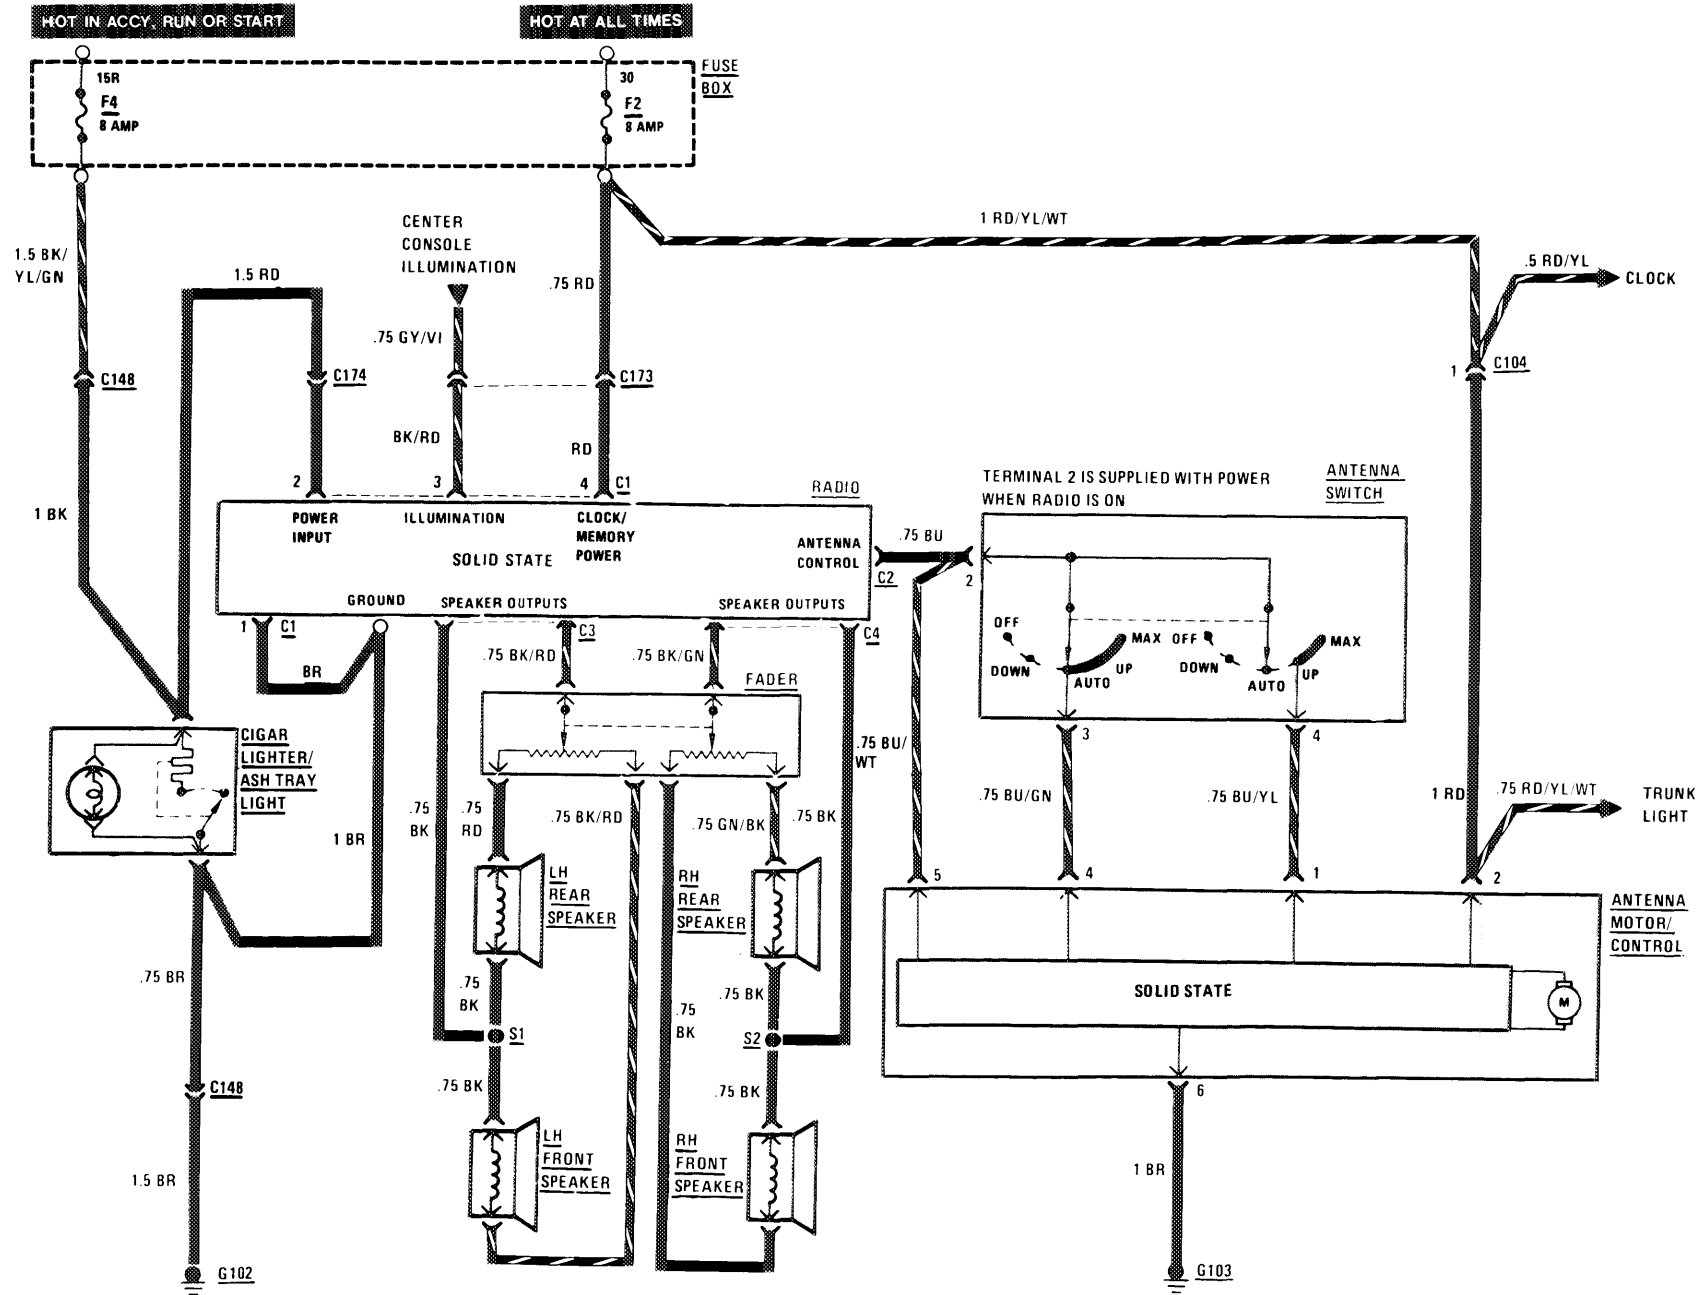 HOT IN ACCY, RUN OR START
HOT AT ALL TIMES
FUSE
BOX
15R
F4
8 AMP
30
F2
8 AMP
CENTER
CONSOLE
ILLUMINATION
1 RD/YL/WT
1.5 BK/
YL/GN
1.5 RD
.75 RD
.5 RD/YL
CLOCK
.75 GY/VI
C148
C174
C173
1
C104
BK/RD
RD
2
3
4
C1
RADIO
TERMINAL 2 IS SUPPLIED WITH POWER
WHEN RADIO IS ON
ANTENNA
SWITCH
1 BK
POWER
INPUT
ILLUMINATION
CLOCK/
MEMORY
POWER
SOLID STATE
ANTENNA
CONTROL
.75 BU
C2
2
GROUND
SPEAKER OUTPUTS
SPEAKER OUTPUTS
1
C1
C3
C4
OFF
DOWN
AUTO
UP
MAX
OFF
DOWN
AUTO
UP
MAX
BR
.75 BK/RD
.75 BK/GN
FADER
CIGAR
LIGHTER/
ASH TRAY
LIGHT
3
4
.75 BU/
WT
.75 BU/GN
.75 BU/YL
1 RD
.75 RD/YL/WT
TRUNK
LIGHT
1 BR
.75
BK
.75
RD
.75 BK/RD
.75 GN/BK
.75 BK
5
4
1
2
LH
REAR
SPEAKER
RH
REAR
SPEAKER
ANTENNA
MOTOR/
CONTROL
.75 BR
.75
BK
.75
BK
.75 BK
SOLID STATE
M
S1
S2
C148
.75 BK
.75 BK
6
LH
FRONT
SPEAKER
RH
FRONT
SPEAKER
1.5 BR
1 BR
G102
G103